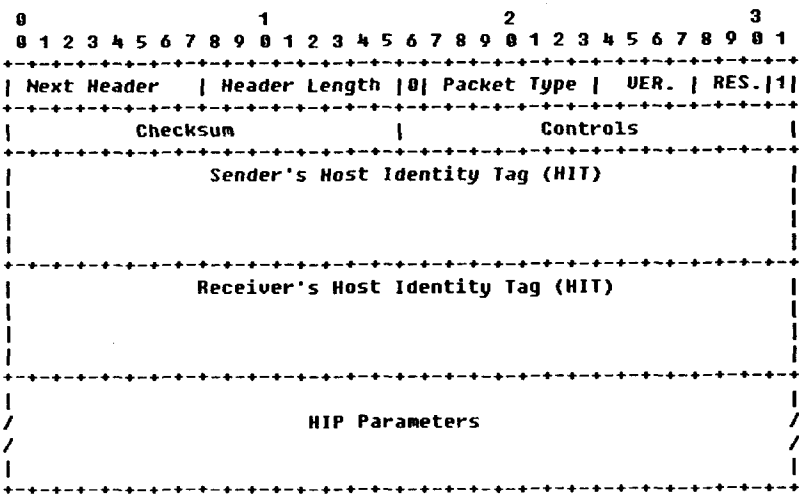 0                   1                   2                   3
 0 1 2 3 4 5 6 7 8 9 0 1 2 3 4 5 6 7 8 9 0 1 2 3 4 5 6 7 8 9 0 1
+-+-+-+-+-+-+-+-+-+-+-+-+-+-+-+-+-+-+-+-+-+-+-+-+-+-+-+-+-+-+-+-+
| Next Header   | Header Length |0| Packet Type |  VER. | RES.|1|
+-+-+-+-+-+-+-+-+-+-+-+-+-+-+-+-+-+-+-+-+-+-+-+-+-+-+-+-+-+-+-+-+
|          Checksum             |           Controls            |
+-+-+-+-+-+-+-+-+-+-+-+-+-+-+-+-+-+-+-+-+-+-+-+-+-+-+-+-+-+-+-+-+
|                Sender's Host Identity Tag (HIT)               |
|                                                               |
|                                                               |
|                                                               |
+-+-+-+-+-+-+-+-+-+-+-+-+-+-+-+-+-+-+-+-+-+-+-+-+-+-+-+-+-+-+-+-+
|               Receiver's Host Identity Tag (HIT)              |
|                                                               |
|                                                               |
|                                                               |
+-+-+-+-+-+-+-+-+-+-+-+-+-+-+-+-+-+-+-+-+-+-+-+-+-+-+-+-+-+-+-+-+
|                                                               |
/                        HIP Parameters                         /
/                                                               /
|                                                               |
+-+-+-+-+-+-+-+-+-+-+-+-+-+-+-+-+-+-+-+-+-+-+-+-+-+-+-+-+-+-+-+-+